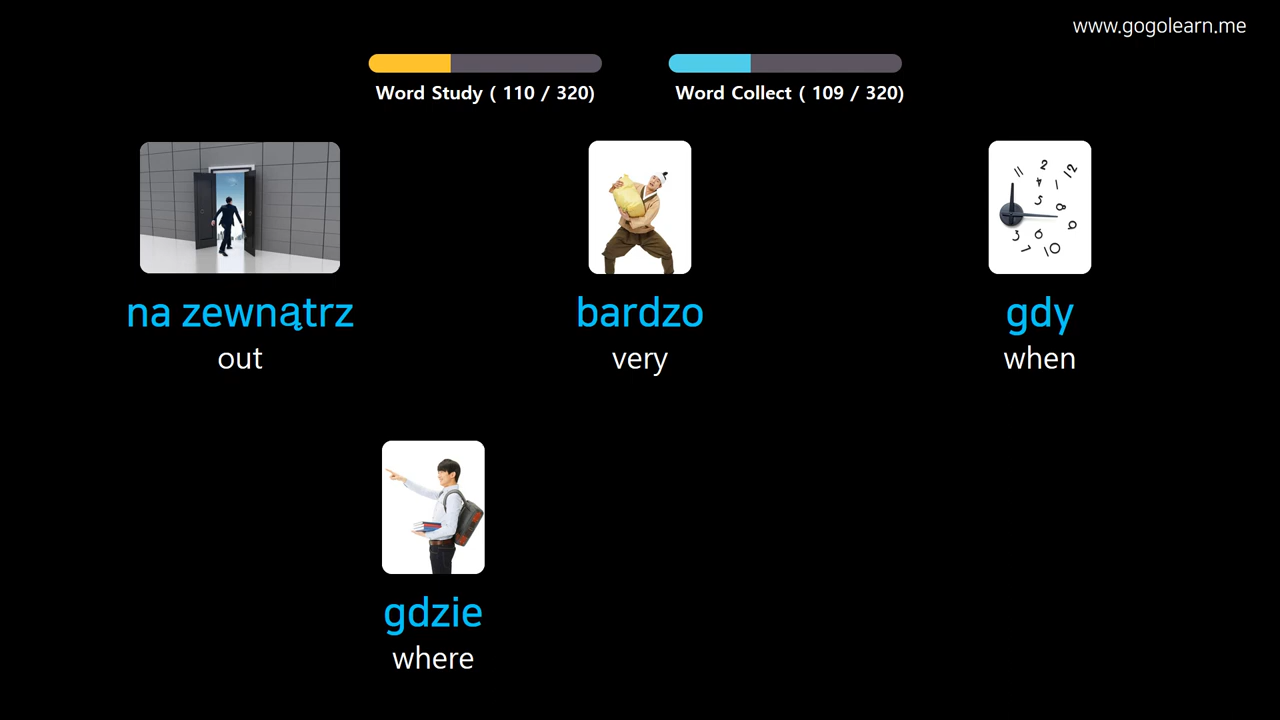 www.gogolearn.me
Word Study ( 110 / 320)
Word Collect ( 109 / 320)
na zewnątrz
out
bardzo
very
gdy
when
gdzie
where